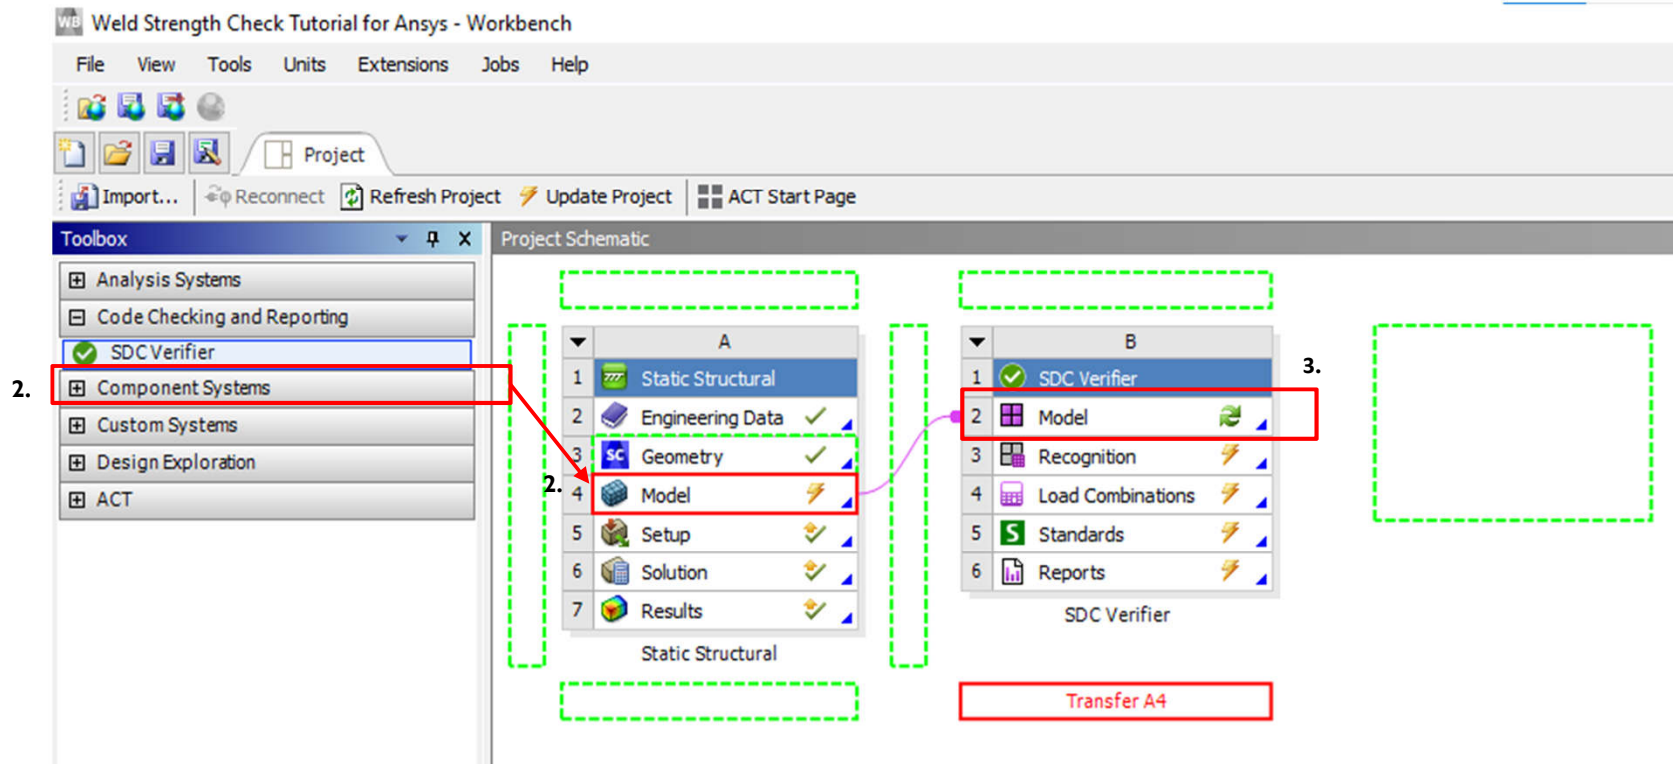 WB Weld Strength Check Tutorial for Ansys - Workbench
File View Tools Units Extensions Jobs Help
Project
Import... Reconnect Refresh Project Update Project ACT Start Page
Toolbox
Analysis Systems
Code Checking and Reporting
SDC Verifier
2.
Component Systems
Custom Systems
Design Exploration
ACT
Project Schematic
A
1 Static Structural
2 Engineering Data
3 SC Geometry
2.
4 Model
5 Setup
6 Solution
7 Results
Static Structural
B
1 SDC Verifier
3.
2 Model
3 Recognition
4 Load Combinations
5 S Standards
6 Reports
SDC Verifier
Transfer A4